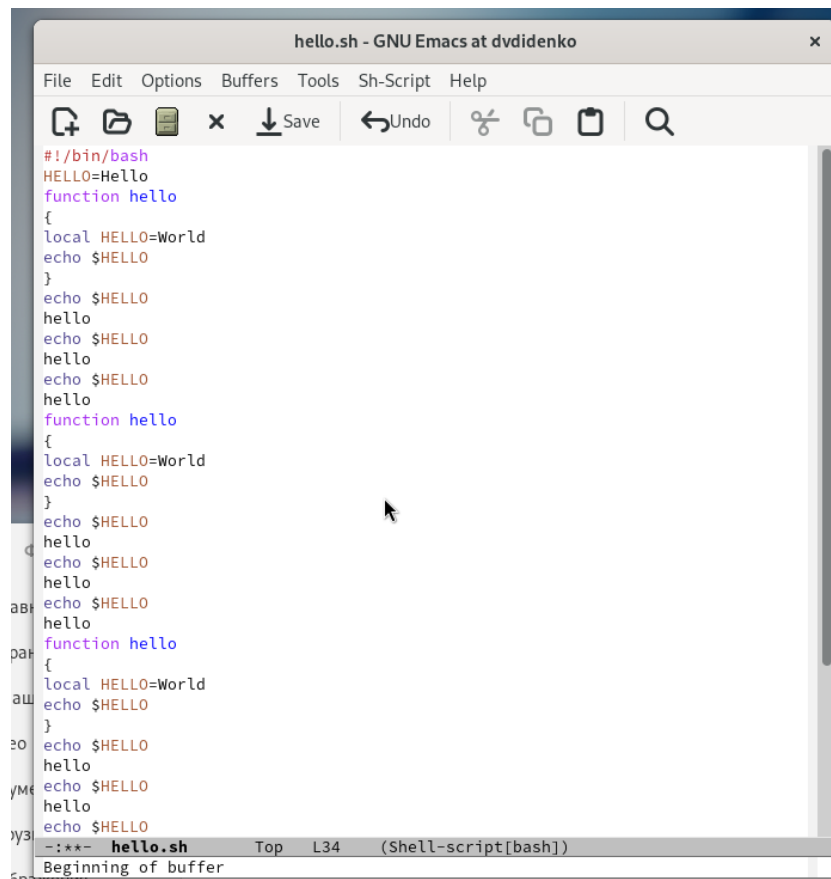 hello.sh - GNU Emacs at dvdidenko
File Edit Options Buffers Tools Sh-Script Help
Save Undo
#!/bin/bash
HELLO=Hello
function hello
{
local HELLO=World
echo $HELLO
}
echo $HELLO
hello
echo $HELLO
hello
echo $HELLO
hello
function hello
{
local HELLO=World
echo $HELLO
}
echo $HELLO
hello
echo $HELLO
hello
echo $HELLO
hello
function hello
{
local HELLO=World
echo $HELLO
}
echo $HELLO
hello
echo $HELLO
hello
echo $HELLO
-:**- hello.sh Top L34 (Shell-script[bash])
Beginning of buffer